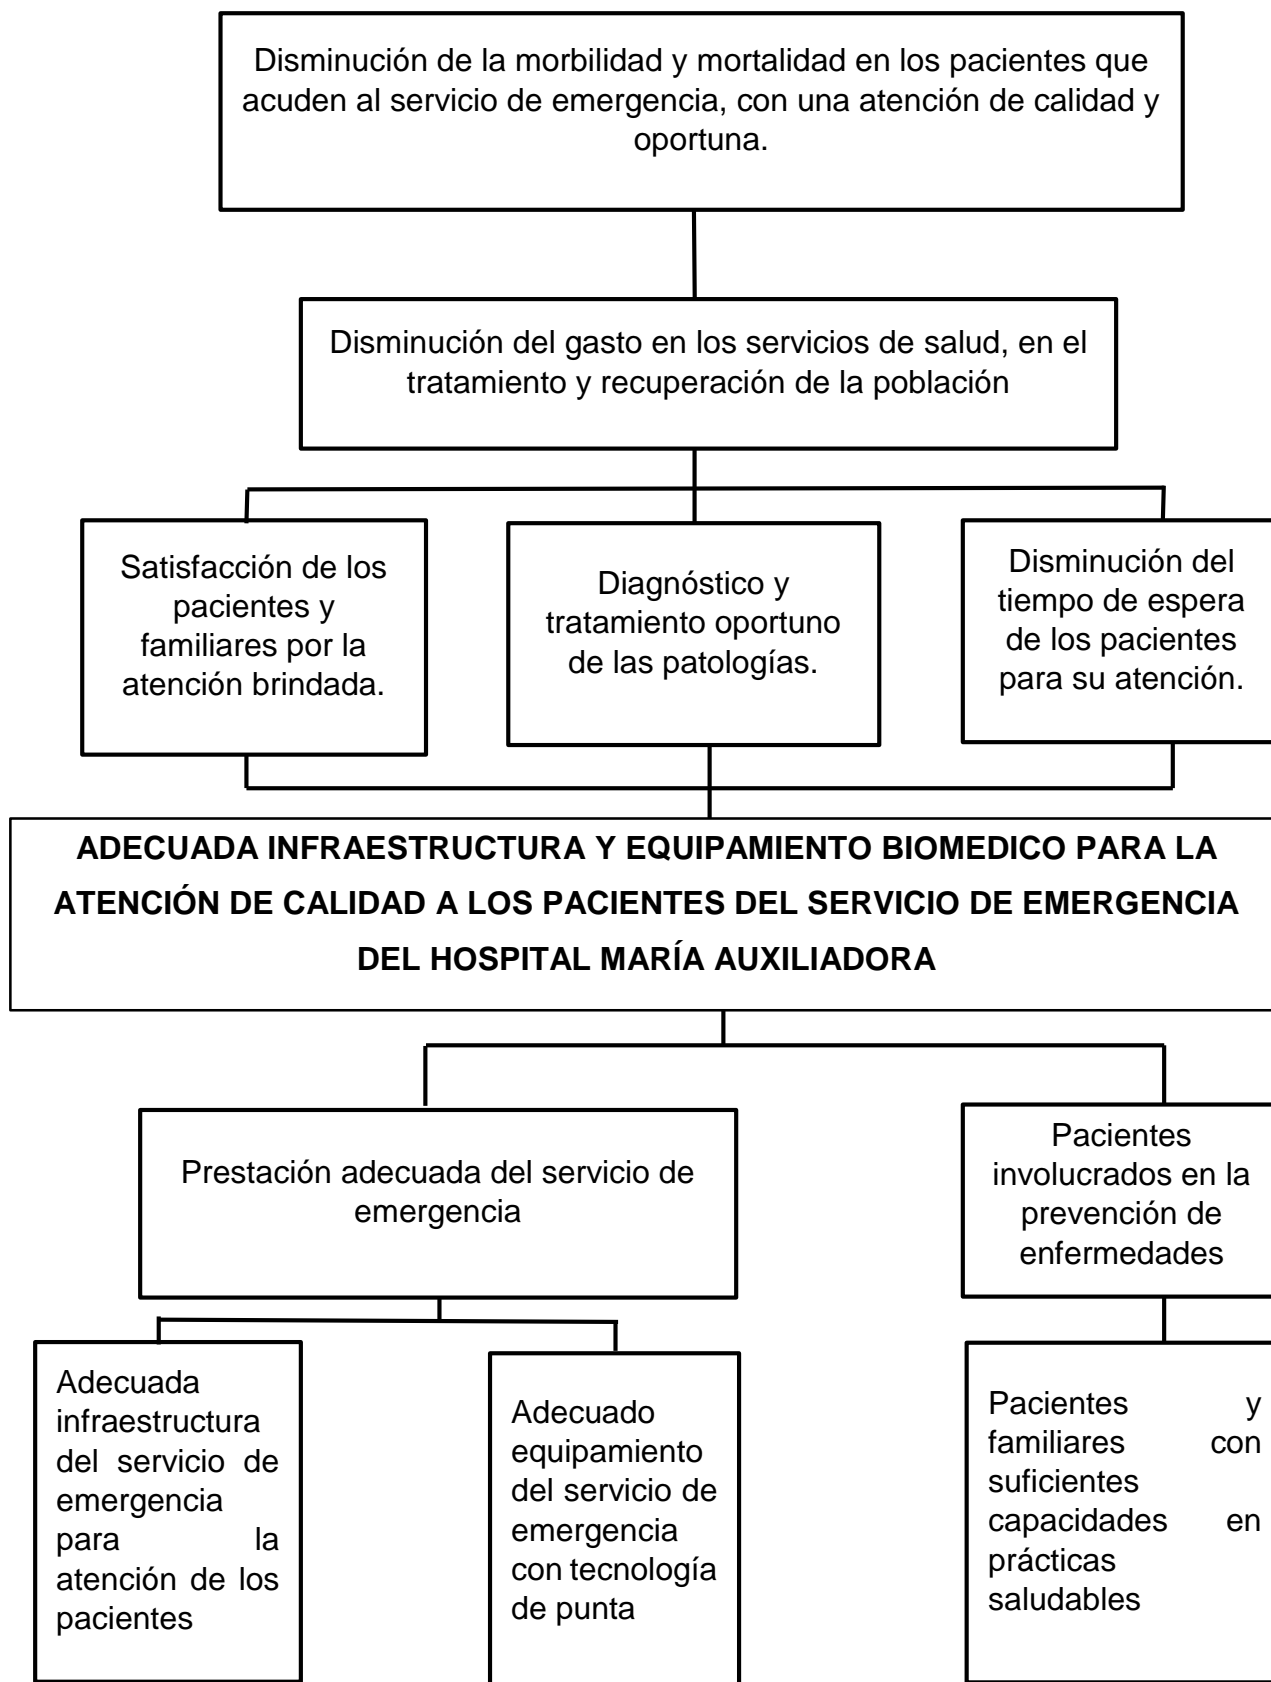 Disminución de la morbilidad y mortalidad en los pacientes que
acuden al servicio de emergencia, con una atención de calidad y
oportuna.
Disminución del gasto en los servicios de salud, en el
tratamiento y recuperación de la población
Satisfacción de los
pacientes y
familiares por la
atención brindada.
Diagnóstico y
tratamiento oportuno
de las patologías.
Disminución del
tiempo de espera
de los pacientes
para su atención.
ADECUADA INFRAESTRUCTURA Y EQUIPAMIENTO BIOMEDICO PARA LA
ATENCIÓN DE CALIDAD A LOS PACIENTES DEL SERVICIO DE EMERGENCIA
DEL HOSPITAL MARÍA AUXILIADORA
Prestación adecuada del servicio de
emergencia
Pacientes
involucrados en la
prevención de
enfermedades
Adecuada
infraestructura
del servicio de
emergencia
para la
atención de los
pacientes
Adecuado
equipamiento
del servicio de
emergencia
con tecnología
de punta
Pacientes y
familiares con
suficientes
capacidades en
prácticas
saludables